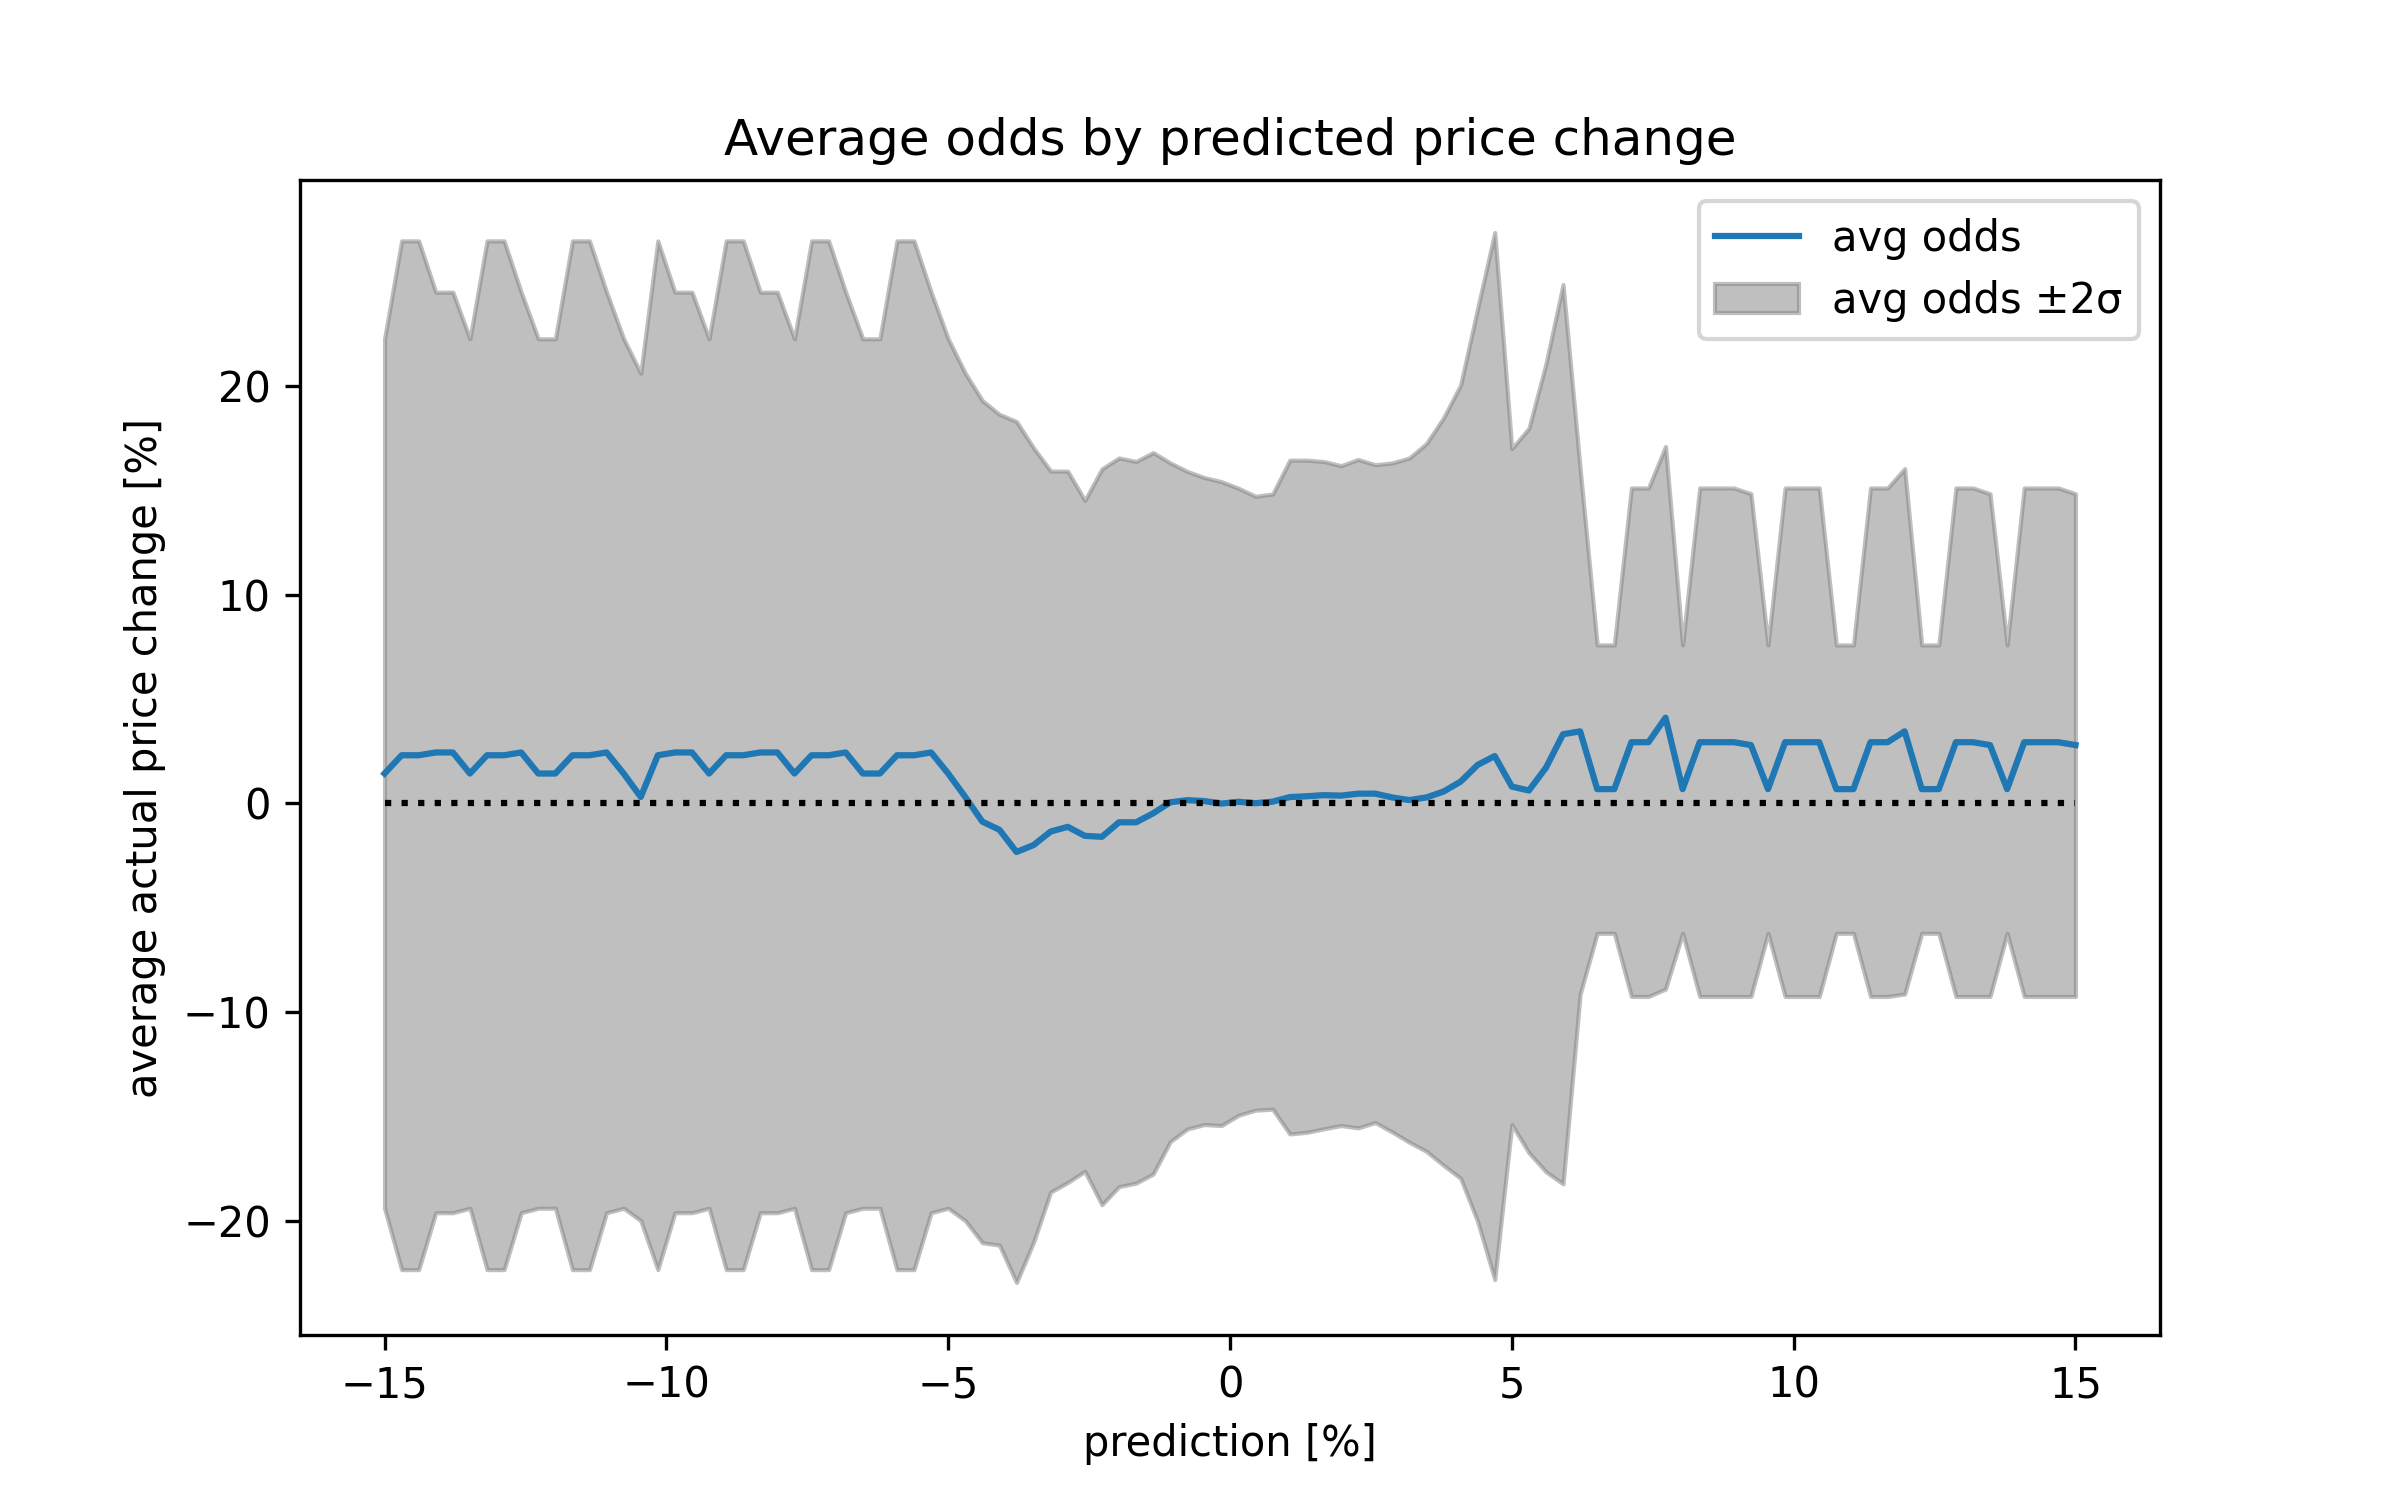 Average odds by predicted price change
avg odds
avg odds ±2σ
average actual price change [%]
20
10
0
−10
−20
−15
−10
−5
0
5
10
15
prediction [%]